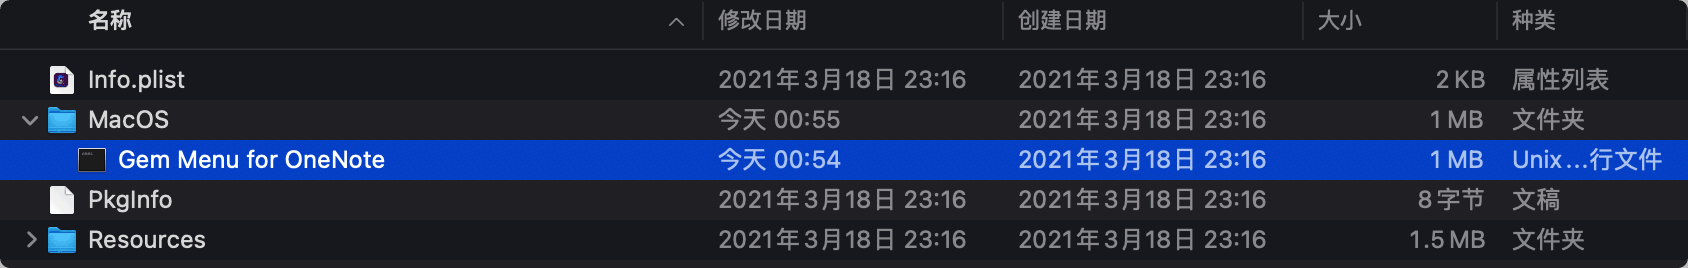 名称 修改日期 创建日期 大小 种类
Info.plist 2021年3月18日 23:16 2021年3月18日 23:16 2 KB 属性列表
MacOS 今天 00:55 2021年3月18日 23:16 1 MB 文件夹
Gem Menu for OneNote 今天 00:54 2021年3月18日 23:16 1 MB Unix...行文件
PkgInfo 2021年3月18日 23:16 2021年3月18日 23:16 8 字节 文稿
Resources 2021年3月18日 23:16 2021年3月18日 23:16 1.5 MB 文件夹